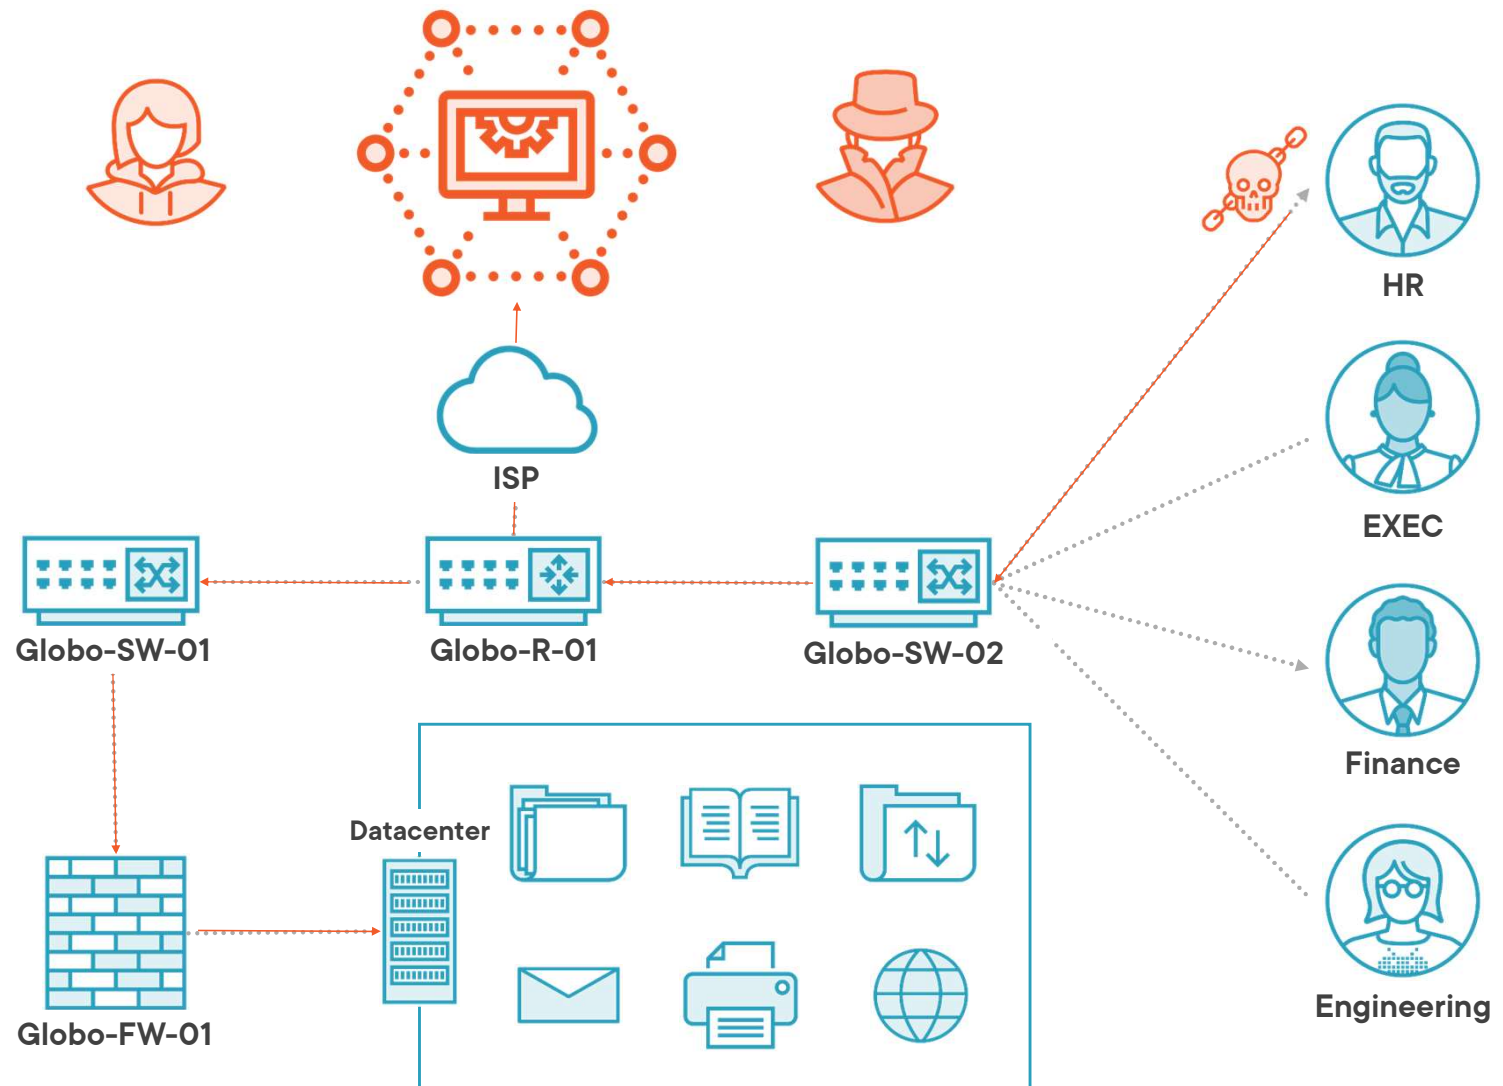 HR
ISP
EXEC
Globo-SW-01
Globo-R-01
Globo-SW-02
Finance
Datacenter
Engineering
Globo-FW-01